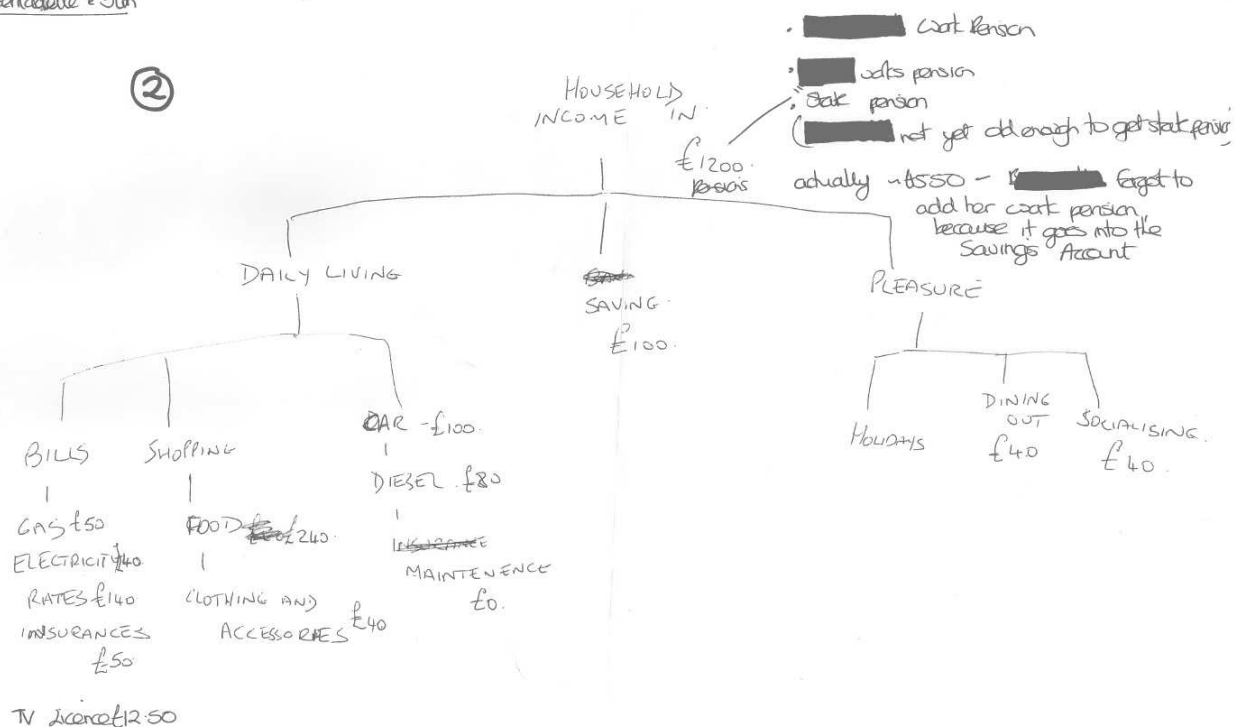 ②
HOUSEHOLD
INCOME IN
£1200.
Pensions
• work Pension
• works pension
• State pension
( not yet old enough to get state pension)
actually ~ £1550 - forgot to
add her work pension,
because it goes into the
Savings Account
DAILY LIVING
SAVING
£100.
PLEASURE
BILLS
GAS £50
ELECTRICITY £40
RATES £140
INSURANCES
£50
TV Licence £12.50
SHOPPING
FOOD £240.
CLOTHING AND
ACCESSORIES £40
CAR - £100.
DIESEL. £80
INSURANCE
MAINTENENCE
£0.
HOLIDAYS
DINING
OUT
£40
SOCIALISING.
£40.